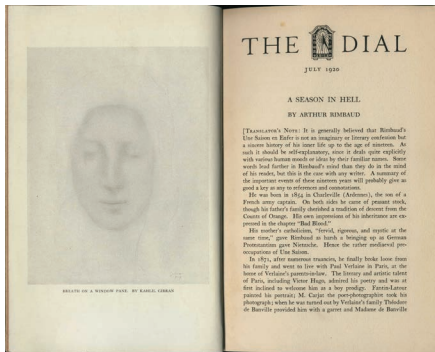 BREATH ON A WINDOW PANE. BY KAHLIL GIBRAN
THE DIAL
JULY 1920
A SEASON IN HELL
BY ARTHUR RIMBAUD
[Translator's Note: It is generally believed that Rimbaud's
Une Saison en Enfer is not an imaginary or literary confession but
a sincere history of his inner life up to the age of nineteen. As
such it should be self-explanatory, since it deals quite explicitly
with various human moods or ideas by their familiar names. Some
words lead further in Rimbaud's mind than they do in the mind
of his reader, but this is the case with any writer. A summary of
the important events of these nineteen years will probably give as
good a key as any to references and connotations.
He was born in 1854 in Charleville (Ardennes), the son of a
French army captain. On both sides he came of peasant stock,
though his father's family cherished a tradition of descent from the
Counts of Orange. His own impressions of his inheritance are ex-
pressed in the chapter "Bad Blood."
His mother's catholicism, "fervid, rigorous, and mystic at the
same time," gave Rimbaud as harsh a bringing up as German
Protestantism gave Nietzsche. Hence the rather mediaeval pre-
occupations of Une Saison.
In 1871, after numerous truancies, he finally broke loose from
his family and went to live with Paul Verlaine in Paris, at the
house of Verlaine's parents-in-law. The literary and artistic talent
of Paris, including Victor Hugo, admired his poetry and was at
first inclined to welcome him as a boy prodigy. Fantin-Latour
painted his portrait; M. Carjat the poet-photographer took his
photograph; when he was turned out by Verlaine's family Théodore
de Banville provided him with a garret and Madame de Banville